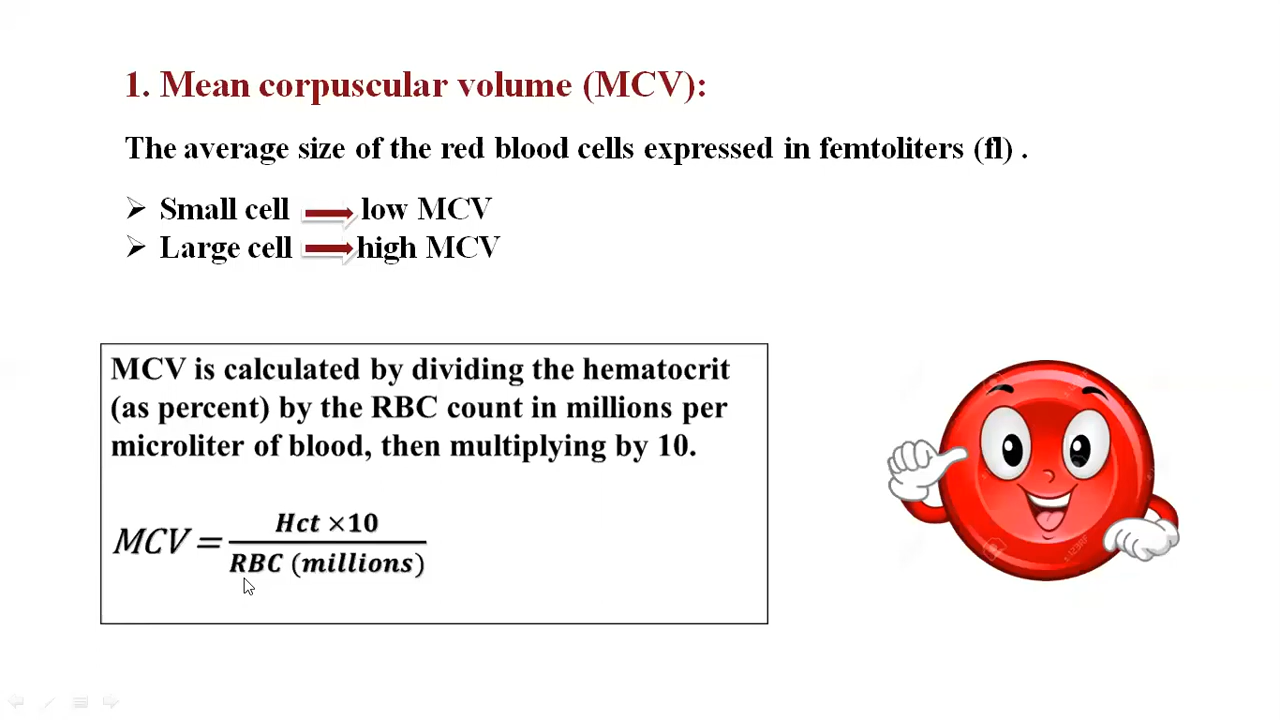 1. Mean corpuscular volume (MCV):
The average size of the red blood cells expressed in femtoliters (fl) .
➢ Small cell ⟶ low MCV
➢ Large cell ⟶ high MCV
MCV is calculated by dividing the hematocrit
(as percent) by the RBC count in millions per
microliter of blood, then multiplying by 10.
Hct ×10
MCV =
RBC (millions)
123RF